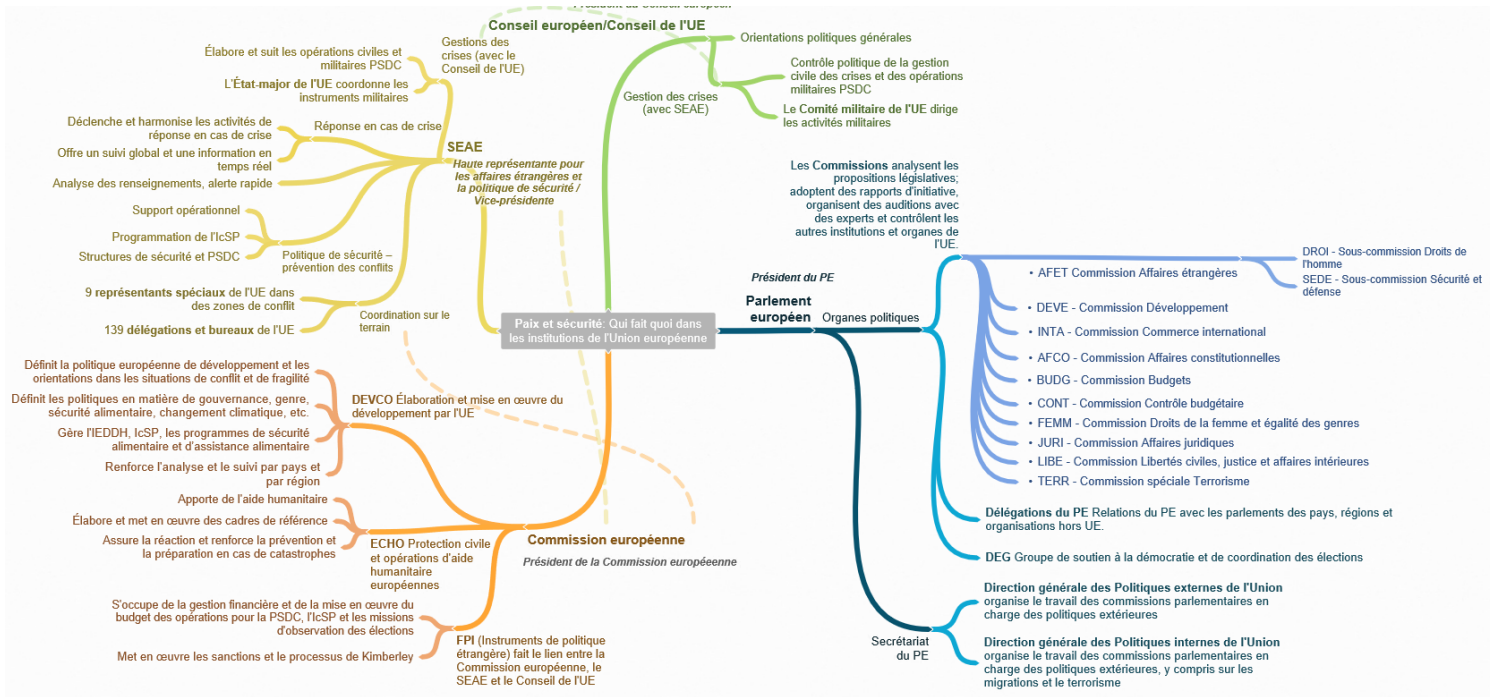 Président du Conseil européen
Conseil européen/Conseil de l'UE
Orientations politiques générales
Gestion des crises
(avec SEAE)
Contrôle politique de la gestion
civile des crises et des opérations
militaires PSDC
Le Comité militaire de l'UE dirige
les activités militaires
SEAE
Haute représentante pour
les affaires étrangères et
la politique de sécurité /
Vice-présidente
Gestions des
crises (avec le
Conseil de l'UE)
Élabore et suit les opérations civiles et
militaires PSDC
L'État-major de l'UE coordonne les
instruments militaires
Réponse en cas de crise
Déclenche et harmonise les activités de
réponse en cas de crise
Offre un suivi global et une information en
temps réel
Analyse des renseignements, alerte rapide
Politique de sécurité –
prévention des conflits
Support opérationnel
Programmation de l'IcSP
Structures de sécurité et PSDC
Coordination sur le
terrain
9 représentants spéciaux de l'UE dans
des zones de conflit
139 délégations et bureaux de l'UE
Paix et sécurité: Qui fait quoi dans
les institutions de l'Union européenne
Président du PE
Parlement
européen
Organes politiques
Les Commissions analysent les
propositions législatives;
adoptent des rapports d'initiative,
organisent des auditions avec
des experts et contrôlent les
autres institutions et organes de
l'UE.
• AFET Commission Affaires étrangères
DROI - Sous-commission Droits de
l'homme
SEDE - Sous-commission Sécurité et
défense
• DEVE - Commission Développement
• INTA - Commission Commerce international
• AFCO - Commission Affaires constitutionnelles
• BUDG - Commission Budgets
• CONT - Commission Contrôle budgétaire
• FEMM - Commission Droits de la femme et égalité des genres
• JURI - Commission Affaires juridiques
• LIBE - Commission Libertés civiles, justice et affaires intérieures
• TERR - Commission spéciale Terrorisme
Délégations du PE Relations du PE avec les parlements des pays, régions et
organisations hors UE.
DEG Groupe de soutien à la démocratie et de coordination des élections
Secrétariat
du PE
Direction générale des Politiques externes de l'Union
organise le travail des commissions parlementaires en
charge des politiques extérieures
Direction générale des Politiques internes de l'Union
organise le travail des commissions parlementaires en
charge des politiques extérieures, y compris sur les
migrations et le terrorisme
Commission européenne
Président de la Commission européeenne
DEVCO Élaboration et mise en œuvre du
développement par l'UE
Définit la politique européenne de développement et les
orientations dans les situations de conflit et de fragilité
Définit les politiques en matière de gouvernance, genre,
sécurité alimentaire, changement climatique, etc.
Gère l'IEDDH, IcSP, les programmes de sécurité
alimentaire et d'assistance alimentaire
Renforce l'analyse et le suivi par pays et
par région
ECHO Protection civile
et opérations d'aide
humanitaire
européennes
Apporte de l'aide humanitaire
Élabore et met en œuvre des cadres de référence
Assure la réaction et renforce la prévention et
la préparation en cas de catastrophes
FPI (Instruments de politique
étrangère) fait le lien entre la
Commission européenne, le
SEAE et le Conseil de l'UE
S'occupe de la gestion financière et de la mise en œuvre du
budget des opérations pour la PSDC, l'IcSP et les missions
d'observation des élections
Met en œuvre les sanctions et le processus de Kimberley